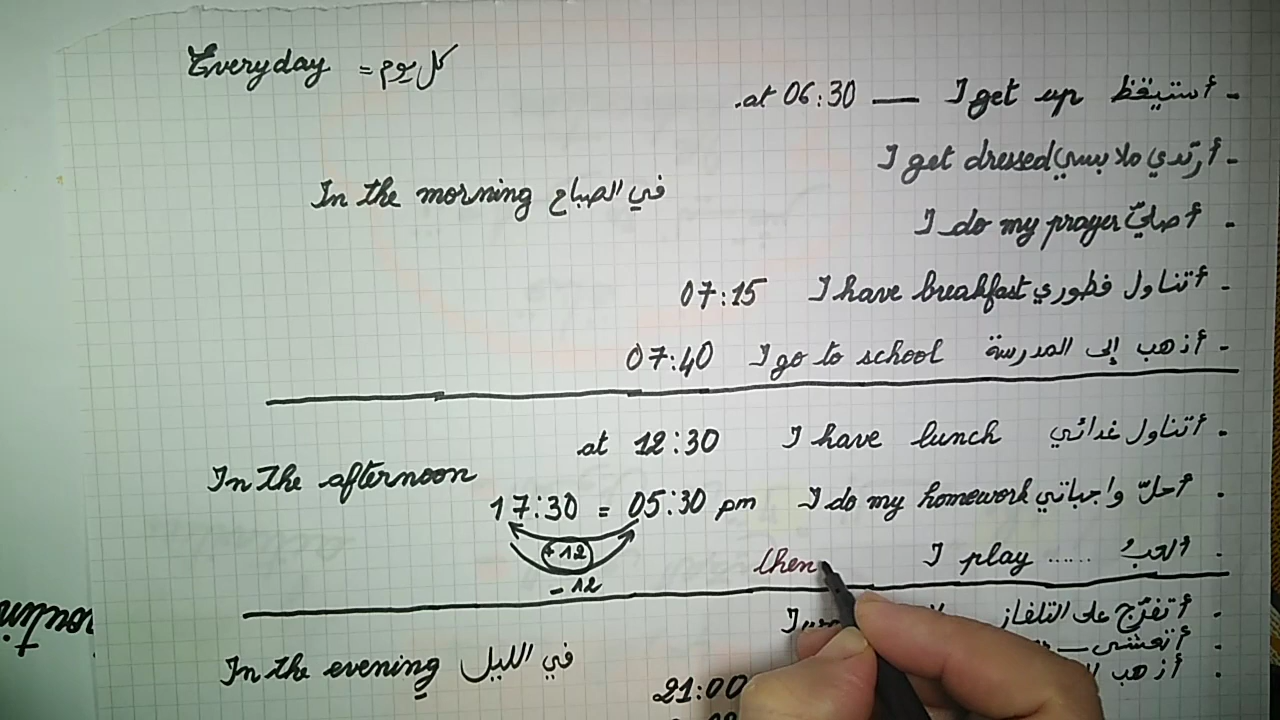 Everyday = كل يوم
.at 06:30 — I get up أستيقظ -
I get dressed أرتدي ملابسي -
In the morning في الصباح
I do my prayer أصلّي -
07:15 I have breakfast أتناول فطوري -
07:40 I go to school أذهب إلى المدرسة -
at 12:30 I have lunch أتناول غدائي -
In the afternoon
17:30 = 05:30 pm I do my homework أحلّ واجباتي -
+12
- 12
then I play ...... ألعبُ -
أتفرّج على التلفاز -
أتعشى -
In the evening في الليل
21:00 أذهب -